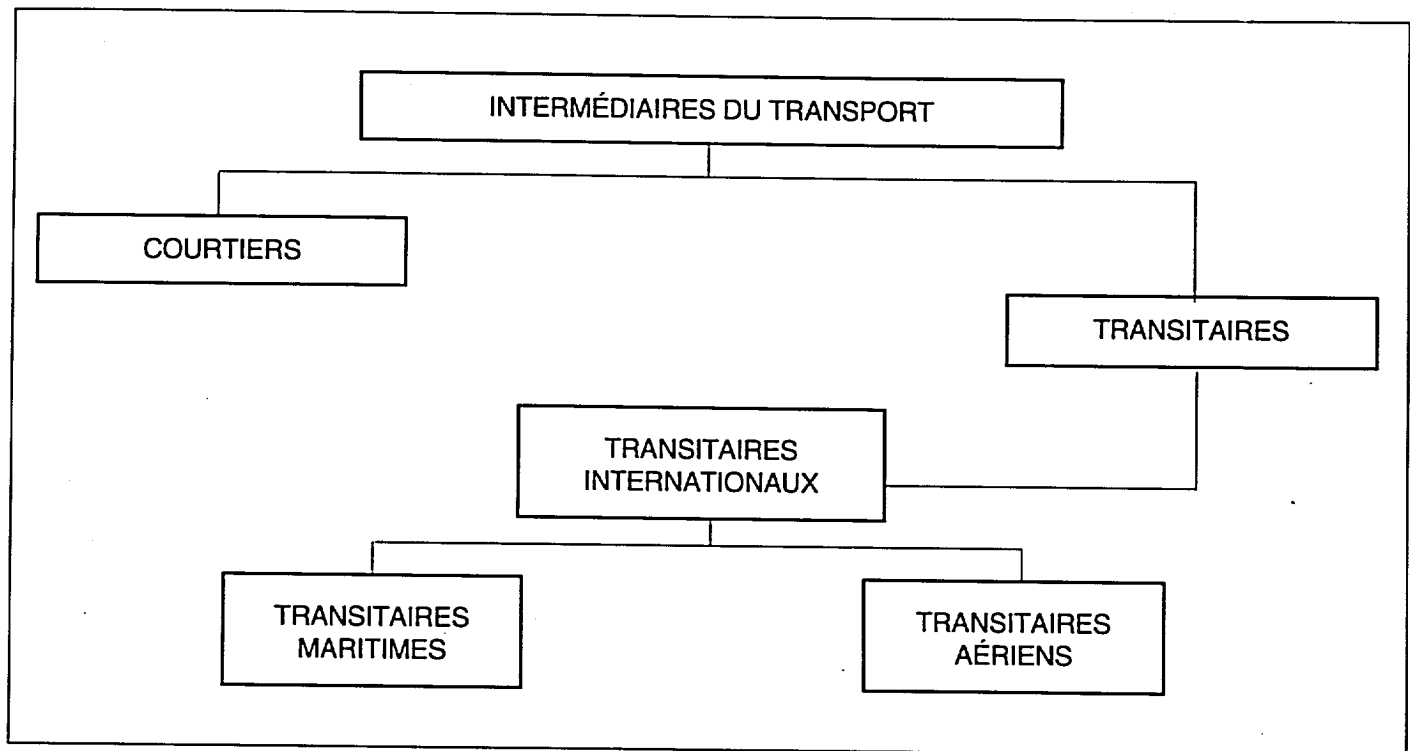 INTERMÉDIAIRES DU TRANSPORT
COURTIERS
TRANSITAIRES
TRANSITAIRES
INTERNATIONAUX
TRANSITAIRES
MARITIMES
TRANSITAIRES
AÉRIENS